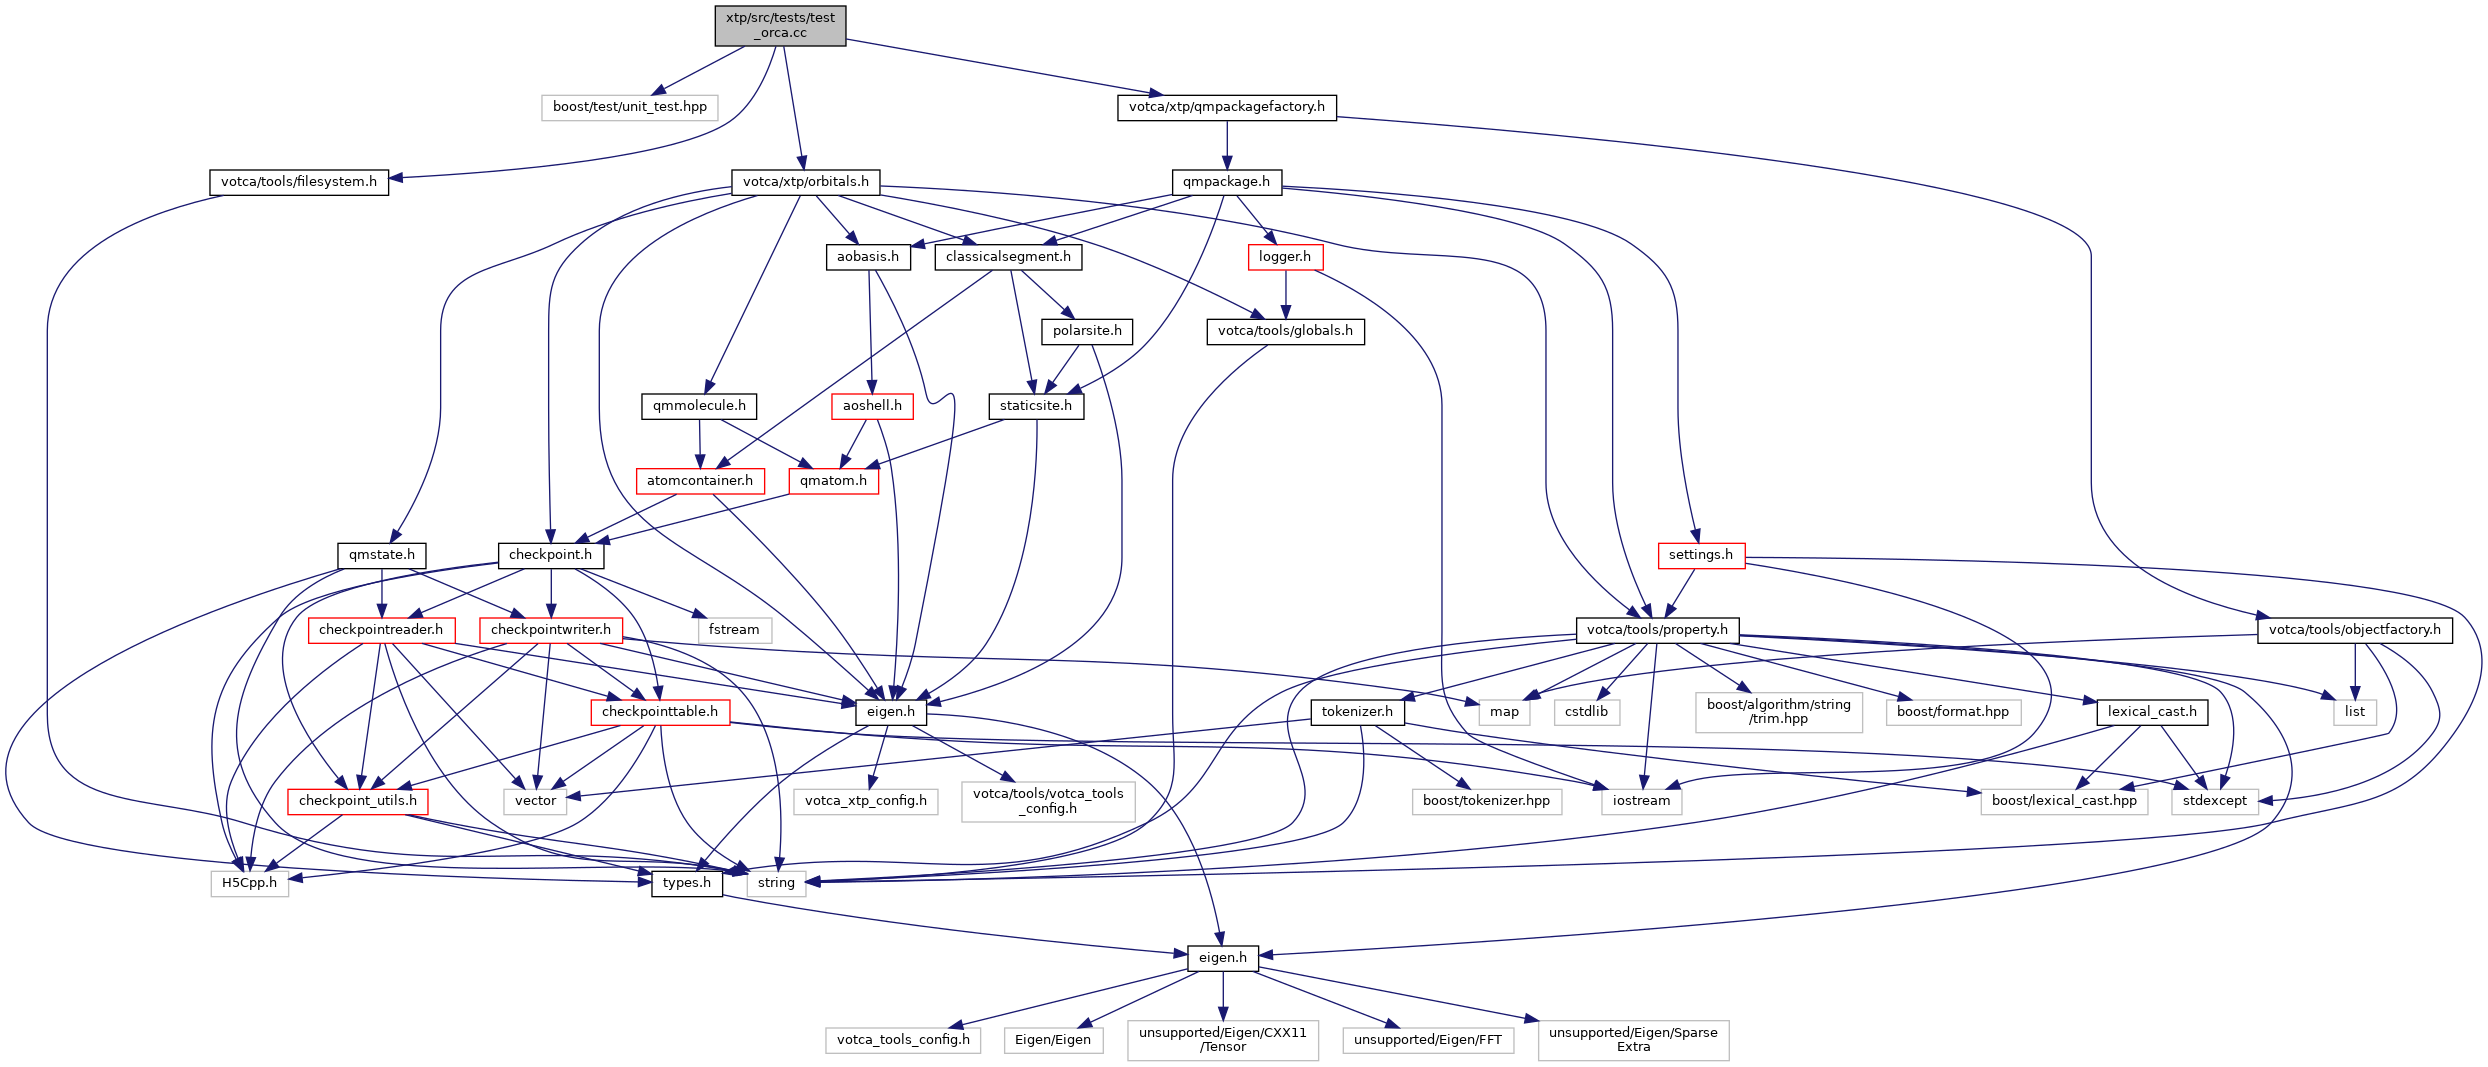 xtp/src/tests/test
_orca.cc
boost/test/unit_test.hpp
votca/xtp/qmpackagefactory.h
votca/tools/filesystem.h
votca/xtp/orbitals.h
qmpackage.h
aobasis.h
classicalsegment.h
logger.h
polarsite.h
votca/tools/globals.h
qmmolecule.h
aoshell.h
staticsite.h
atomcontainer.h
qmatom.h
qmstate.h
checkpoint.h
settings.h
checkpointreader.h
checkpointwriter.h
fstream
votca/tools/property.h
votca/tools/objectfactory.h
checkpointtable.h
eigen.h
tokenizer.h
map
cstdlib
boost/algorithm/string
/trim.hpp
boost/format.hpp
lexical_cast.h
list
checkpoint_utils.h
vector
votca_xtp_config.h
votca/tools/votca_tools
_config.h
boost/tokenizer.hpp
iostream
boost/lexical_cast.hpp
stdexcept
H5Cpp.h
types.h
string
eigen.h
votca_tools_config.h
Eigen/Eigen
unsupported/Eigen/CXX11
/Tensor
unsupported/Eigen/FFT
unsupported/Eigen/Sparse
Extra